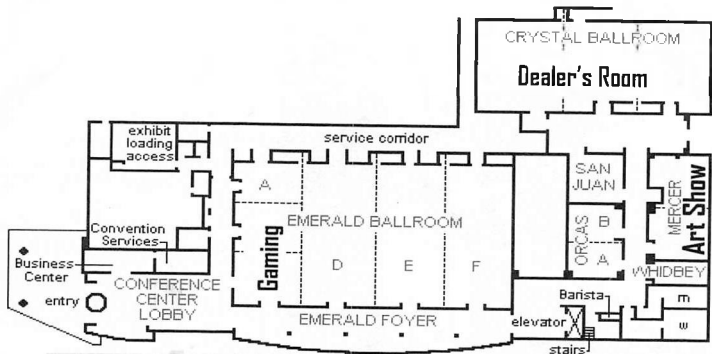 CRYSTAL BALLROOM
Dealer's Room
exhibit
loading
access
service corridor
A
SAN
JUAN
MERCER
Art Show
EMERALD BALLROOM
ORCAS
B
A
Convention
Services
Gaming
D
E
F
Business
Center
WHIDBEY
entry
CONFERENCE
CENTER
LOBBY
EMERALD FOYER
Barista
m
elevator
w
stairs